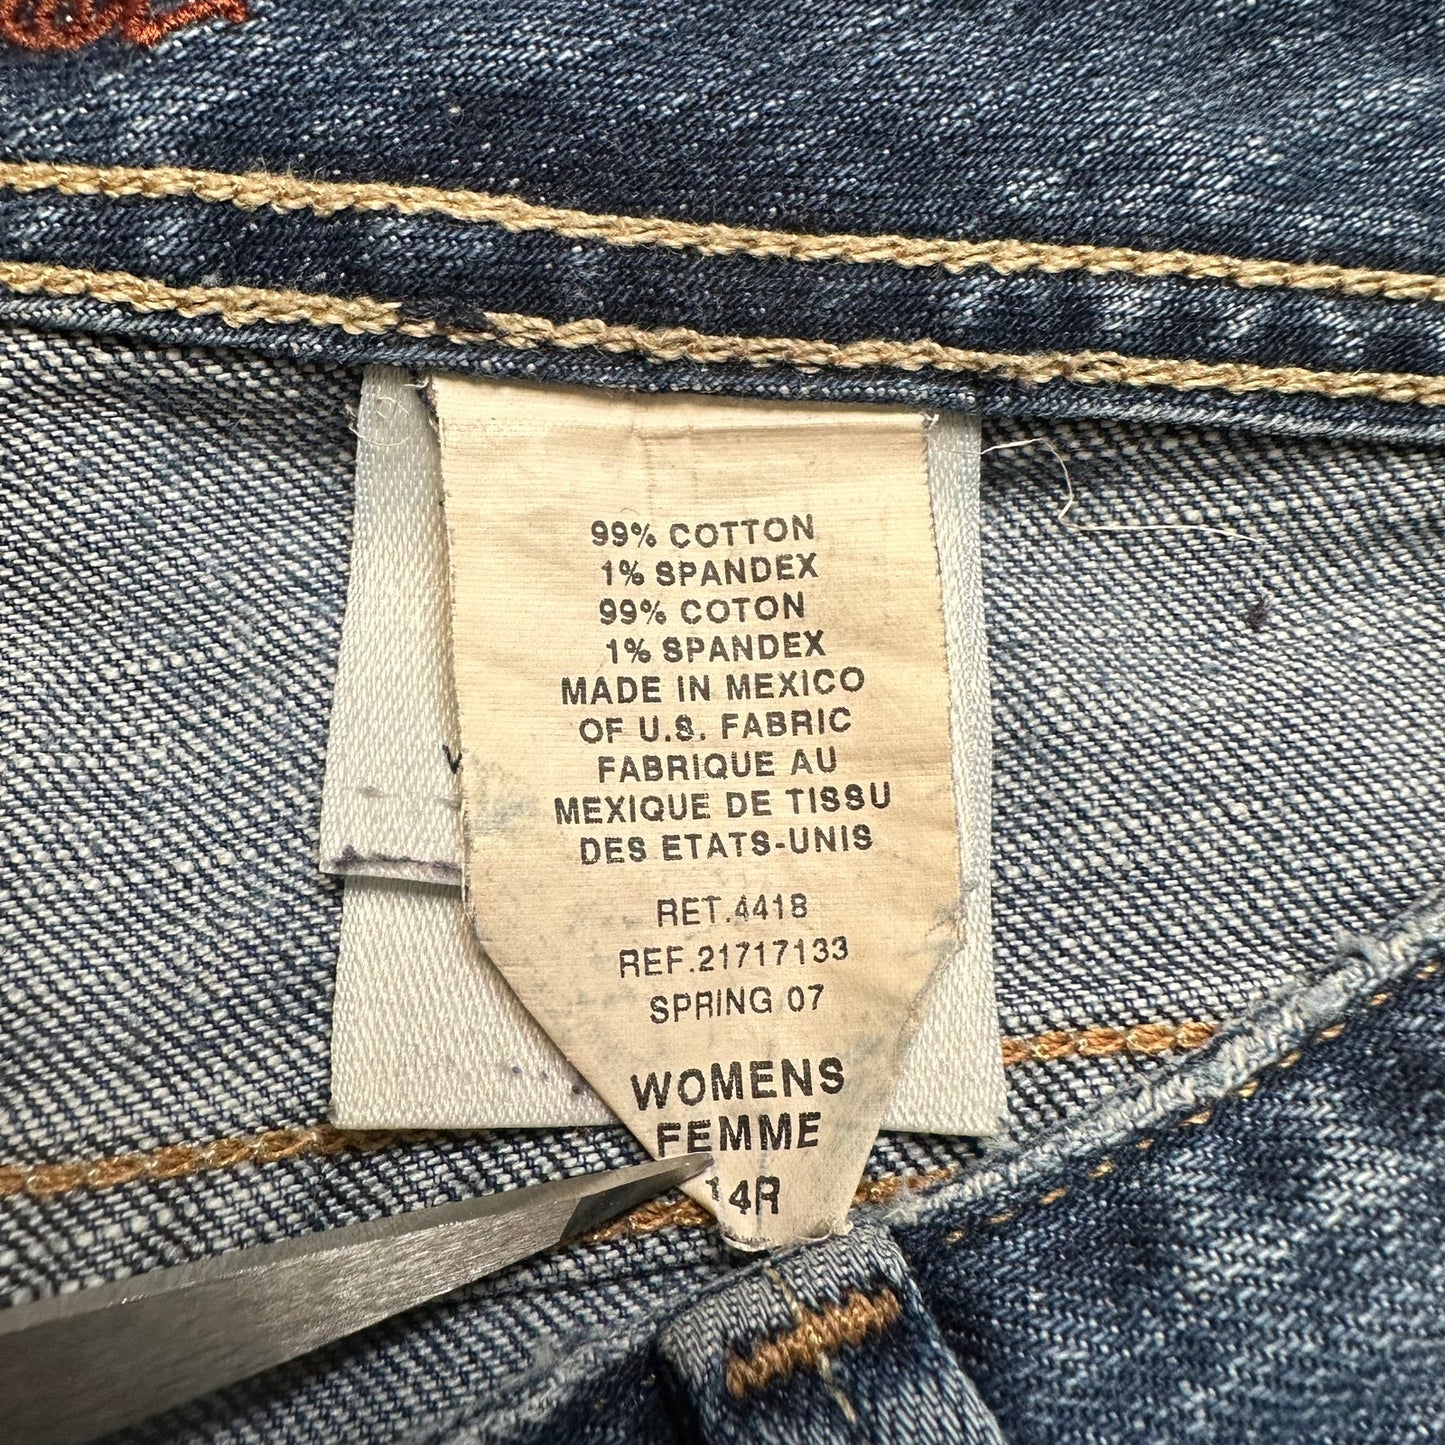 99% COTTON
1% SPANDEX
99% COTON
1% SPANDEX
MADE IN MEXICO
OF U.S. FABRIC
FABRIQUE AU
MEXIQUE DE TISSU
DES ETATS-UNIS
RET.4418
REF.21717133
SPRING 07
WOMENS
FEMME
14R